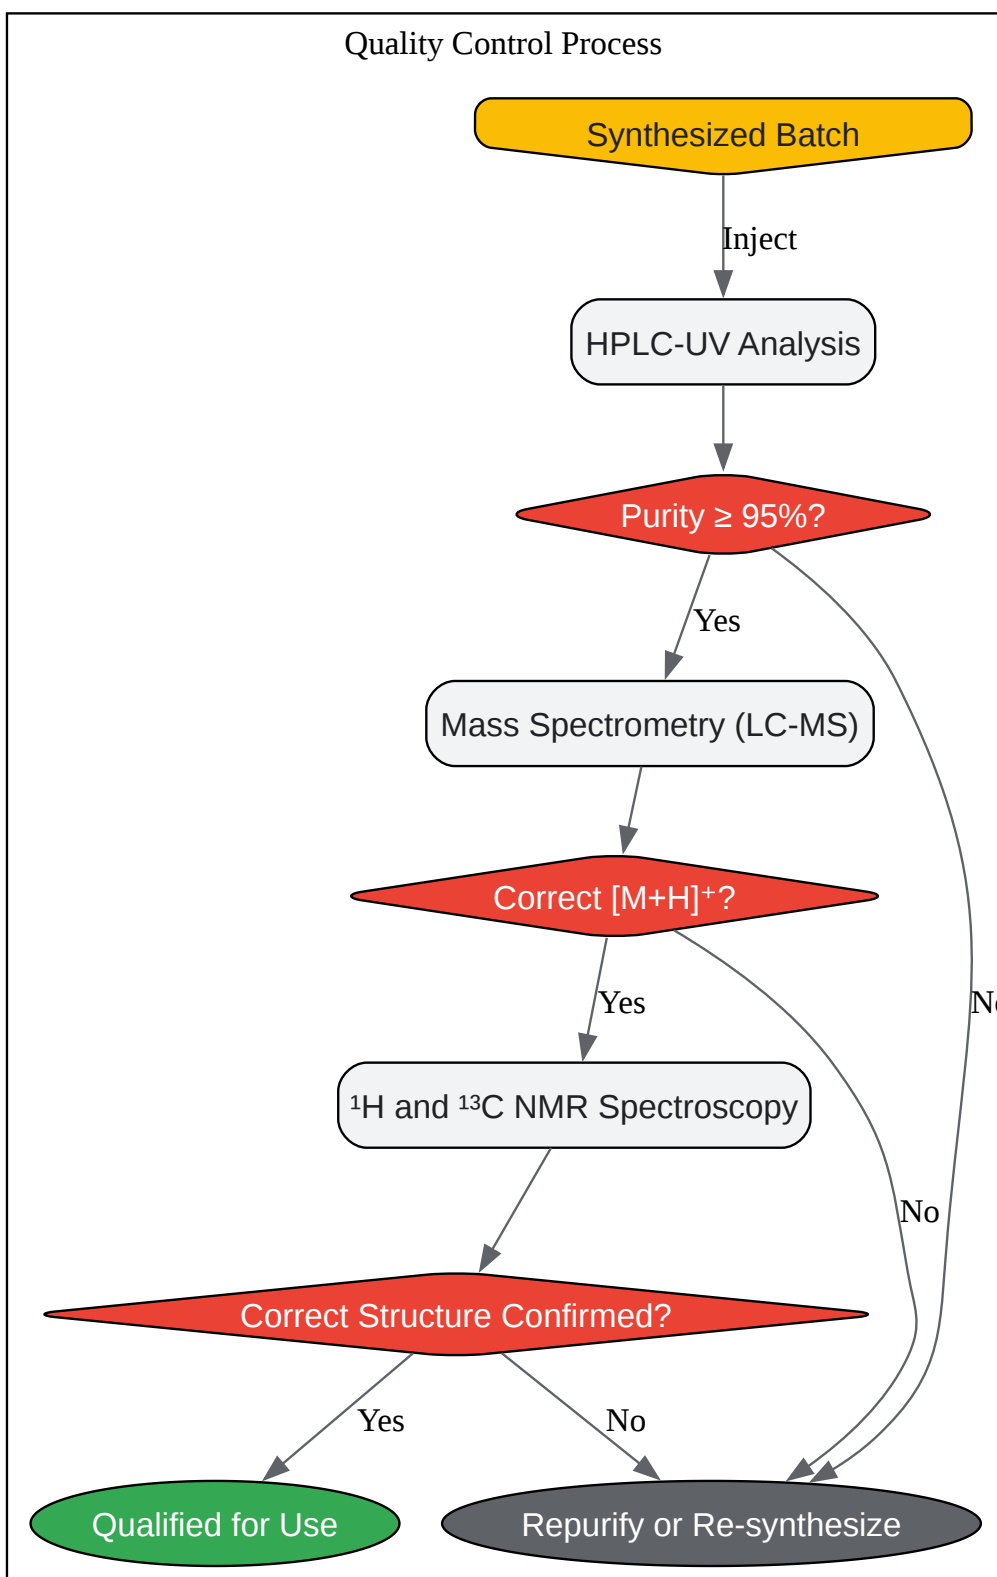 Quality Control Process
Synthesized Batch
Inject
HPLC-UV Analysis
Purity ≥ 95%?
Yes
Mass Spectrometry (LC-MS)
Correct [M+H]⁺?
Yes
No
¹H and ¹³C NMR Spectroscopy
No
Correct Structure Confirmed?
Yes
No
Qualified for Use
Repurify or Re-synthesize